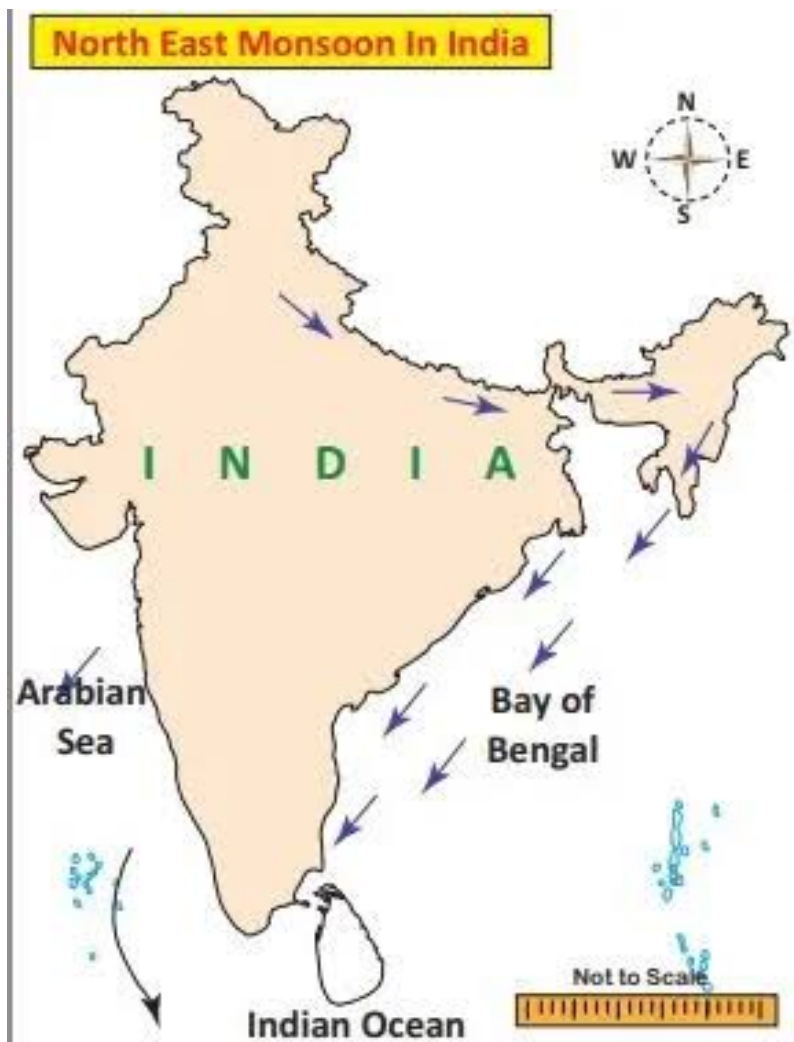 North East Monsoon In India
N
W E
S
I N D I A
Arabian
Sea
Bay of
Bengal
Not to Scale
Indian Ocean